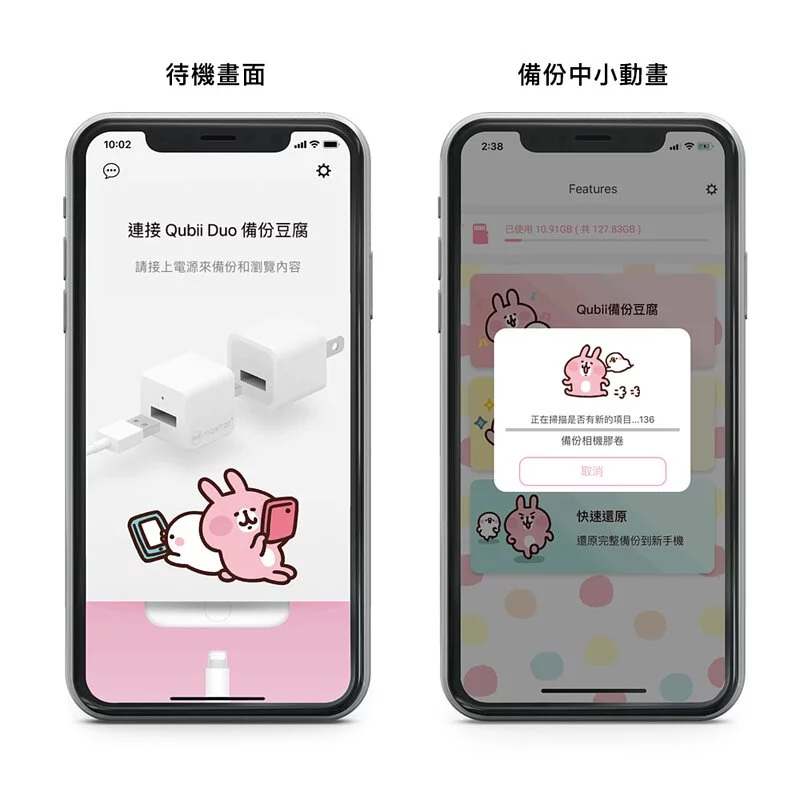 待機畫面
備份中小動畫
10:02
連接 Qubii Duo 備份豆腐
請接上電源來備份和瀏覽內容
MAKTAR
2:38
Features
已使用 10.91GB ( 共 127.83GB )
Qubii備份豆腐
正在掃描是否有新的項目...136
備份相機膠卷
取消
快速還原
還原完整備份到新手機